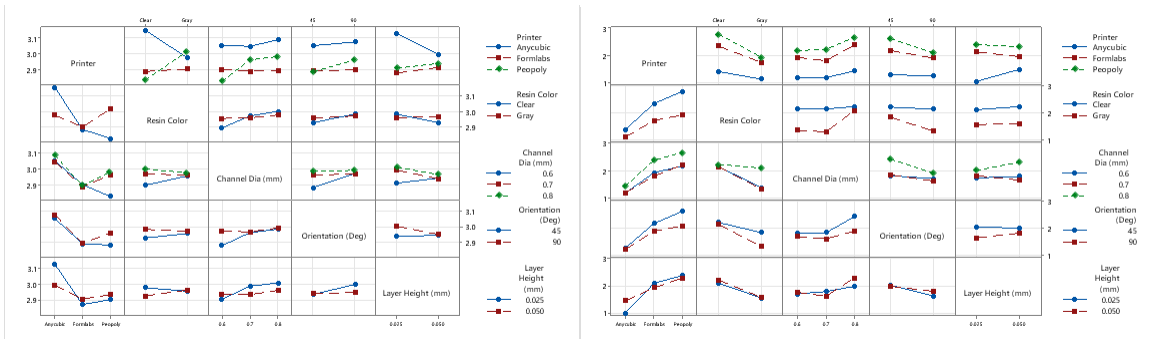 Clear Gray 45 90
3.1
3.0
2.9
Printer
Printer
Anycubic
Formlabs
Peopoly
Resin Color
3.1
3.0
2.9
Resin Color
Clear
Gray
3.1
3.0
2.9
Channel Dia (mm)
Channel
Dia (mm)
0.6
0.7
0.8
Orientation (Deg)
3.1
3.0
2.9
Orientation
(Deg)
45
90
3.1
3.0
2.9
Layer Height (mm)
Layer
Height
(mm)
0.025
0.050
Anycubic Formlabs Peopoly 0.6 0.7 0.8 0.025 0.050
Clear Gray 45 90
3
2
1
Printer
Printer
Anycubic
Formlabs
Peopoly
Resin Color
3
2
1
Resin Color
Clear
Gray
3
2
1
Channel Dia (mm)
Channel
Dia (mm)
0.6
0.7
0.8
Orientation (Deg)
3
2
1
Orientation
(Deg)
45
90
3
2
1
Layer Height (mm)
Layer
Height
(mm)
0.025
0.050
Anycubic Formlabs Peopoly 0.6 0.7 0.8 0.025 0.050